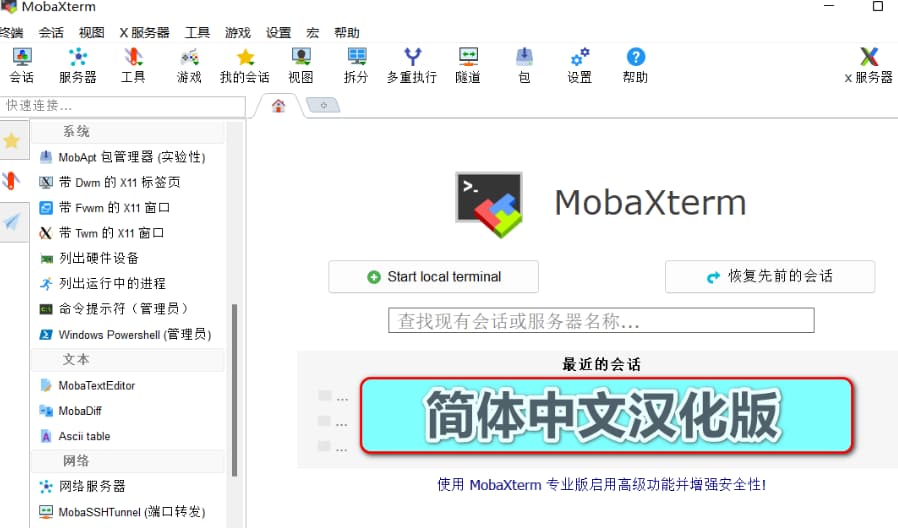 MobaXterm
终端 会话 视图 X 服务器 工具 游戏 设置 宏 帮助
会话 服务器 工具 游戏 我的会话 视图 拆分 多重执行 隧道 包 设置 帮助 X 服务器
快速连接...
系统
MobApt 包管理器 (实验性)
带 Dwm 的 X11 标签页
带 Fvwm 的 X11 窗口
带 Twm 的 X11 窗口
列出硬件设备
列出运行中的进程
命令提示符（管理员）
Windows Powershell (管理员)
文本
MobaTextEditor
MobaDiff
Ascii table
网络
网络服务器
MobaSSHTunnel (端口转发)
>_
MobaXterm
Start local terminal
恢复先前的会话
查找现有会话或服务器名称...
最近的会话
...
...
...
简体中文汉化版
使用 MobaXterm 专业版启用高级功能并增强安全性!